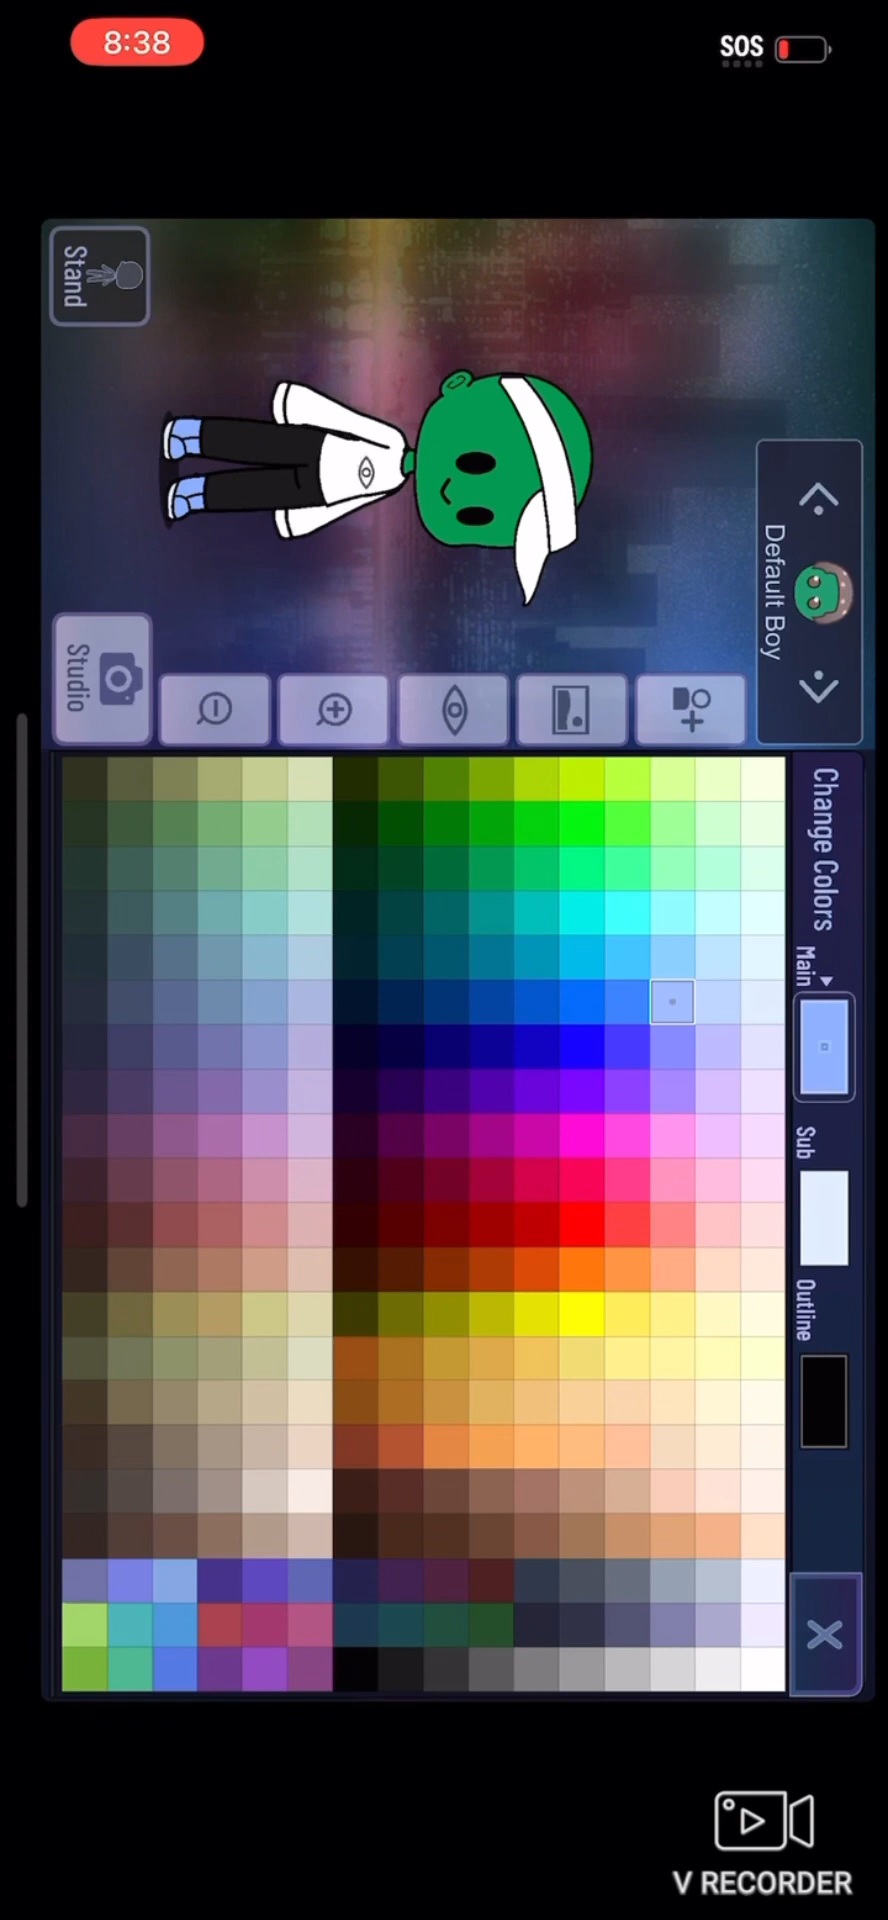 8:38
SOS
Stand
Default Boy
Studio
Change Colors
Main
Sub
Outline
V RECORDER